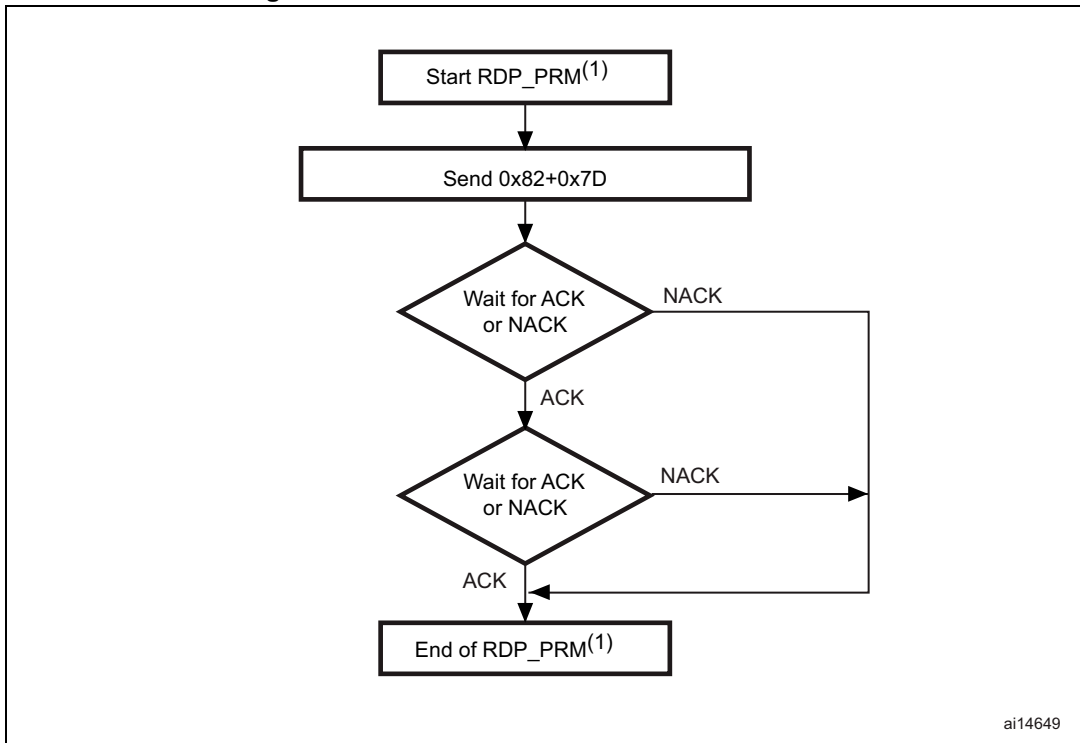 Start RDP_PRM(1)
Send 0x82+0x7D
Wait for ACK
or NACK
NACK
ACK
Wait for ACK
or NACK
NACK
ACK
End of RDP_PRM(1)
ai14649